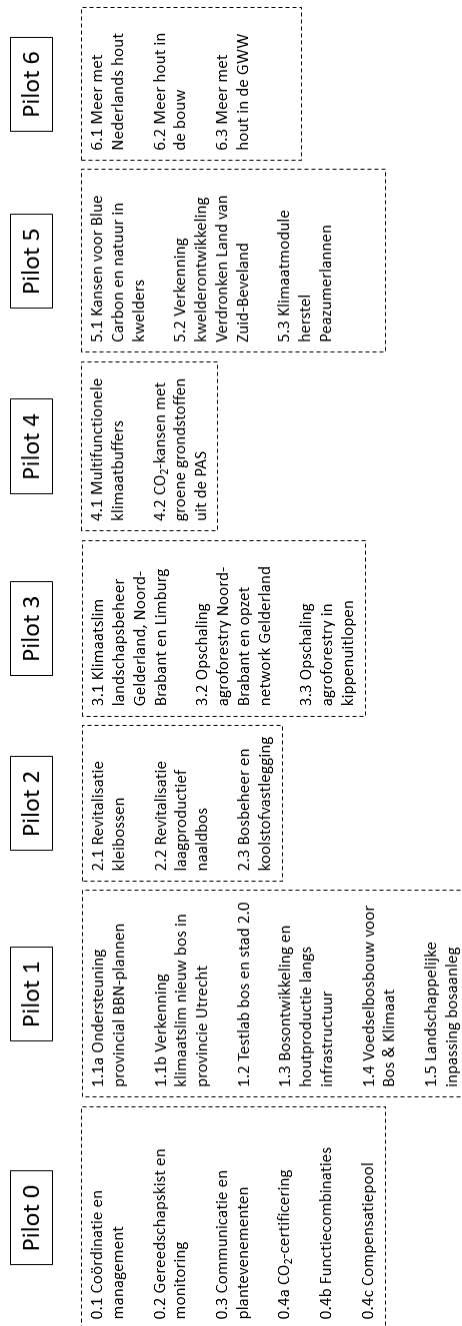 Pilot 0
0.1 Coördinatie en
management
0.2 Gereedschapskist en
monitoring
0.3 Communicatie en
plantevenementen
0.4a CO₂-certificering
0.4b Functiecombinaties
0.4c Compensatiepool
Pilot 1
1.1a Ondersteuning
provincial BBN-plannen
1.1b Verkenning
klimaatslim nieuw bos in
provincie Utrecht
1.2 Testlab bos en stad 2.0
1.3 Bosontwikkeling en
houtproductie langs
infrastructuur
1.4 Voedselbosbouw voor
Bos & Klimaat
1.5 Landschappelijke
inpassing bosaanleg
Pilot 2
2.1 Revitalisatie
kleibossen
2.2 Revitalisatie
laagproductief
naaldbos
2.3 Bosbeheer en
koolstofvastlegging
Pilot 3
3.1 Klimaatslim
landschapsbeheer
Gelderland, Noord-
Brabant en Limburg
3.2 Opschaling
agroforestry Noord-
Brabant en opzet
network Gelderland
3.3 Opschaling
agroforestry in
kippenuitlopen
Pilot 4
4.1 Multifunctionele
klimaatbuffers
4.2 CO₂-kansen met
groene grondstoffen
uit de PAS
Pilot 5
5.1 Kansen voor Blue
Carbon en natuur in
kwelders
5.2 Verkenning
kwelderontwikkeling
Verdronken Land van
Zuid-Beveland
5.3 Klimaatmodule
herstel
Peazumerlannen
Pilot 6
6.1 Meer met
Nederlands hout
6.2 Meer hout in
de bouw
6.3 Meer met
hout in de GWW